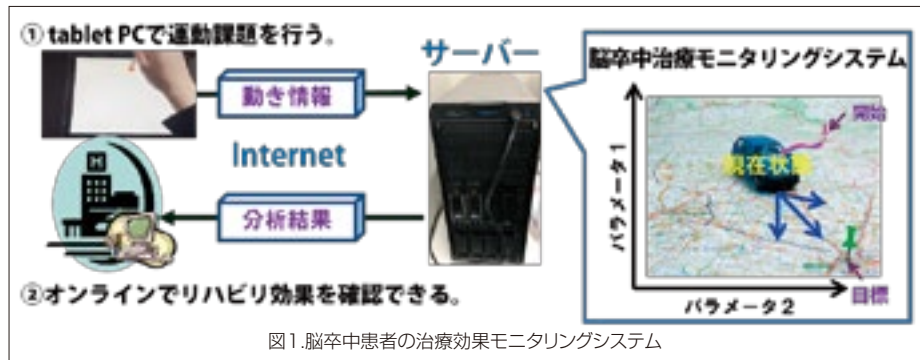 ① tablet PCで運動課題を行う。
サーバー
動き情報
Internet
分析結果
②オンラインでリハビリ効果を確認できる。
脳卒中治療モニタリングシステム
パラメータ1
開始
現在状態
パラメータ2
目標
図1.脳卒中患者の治療効果モニタリングシステム